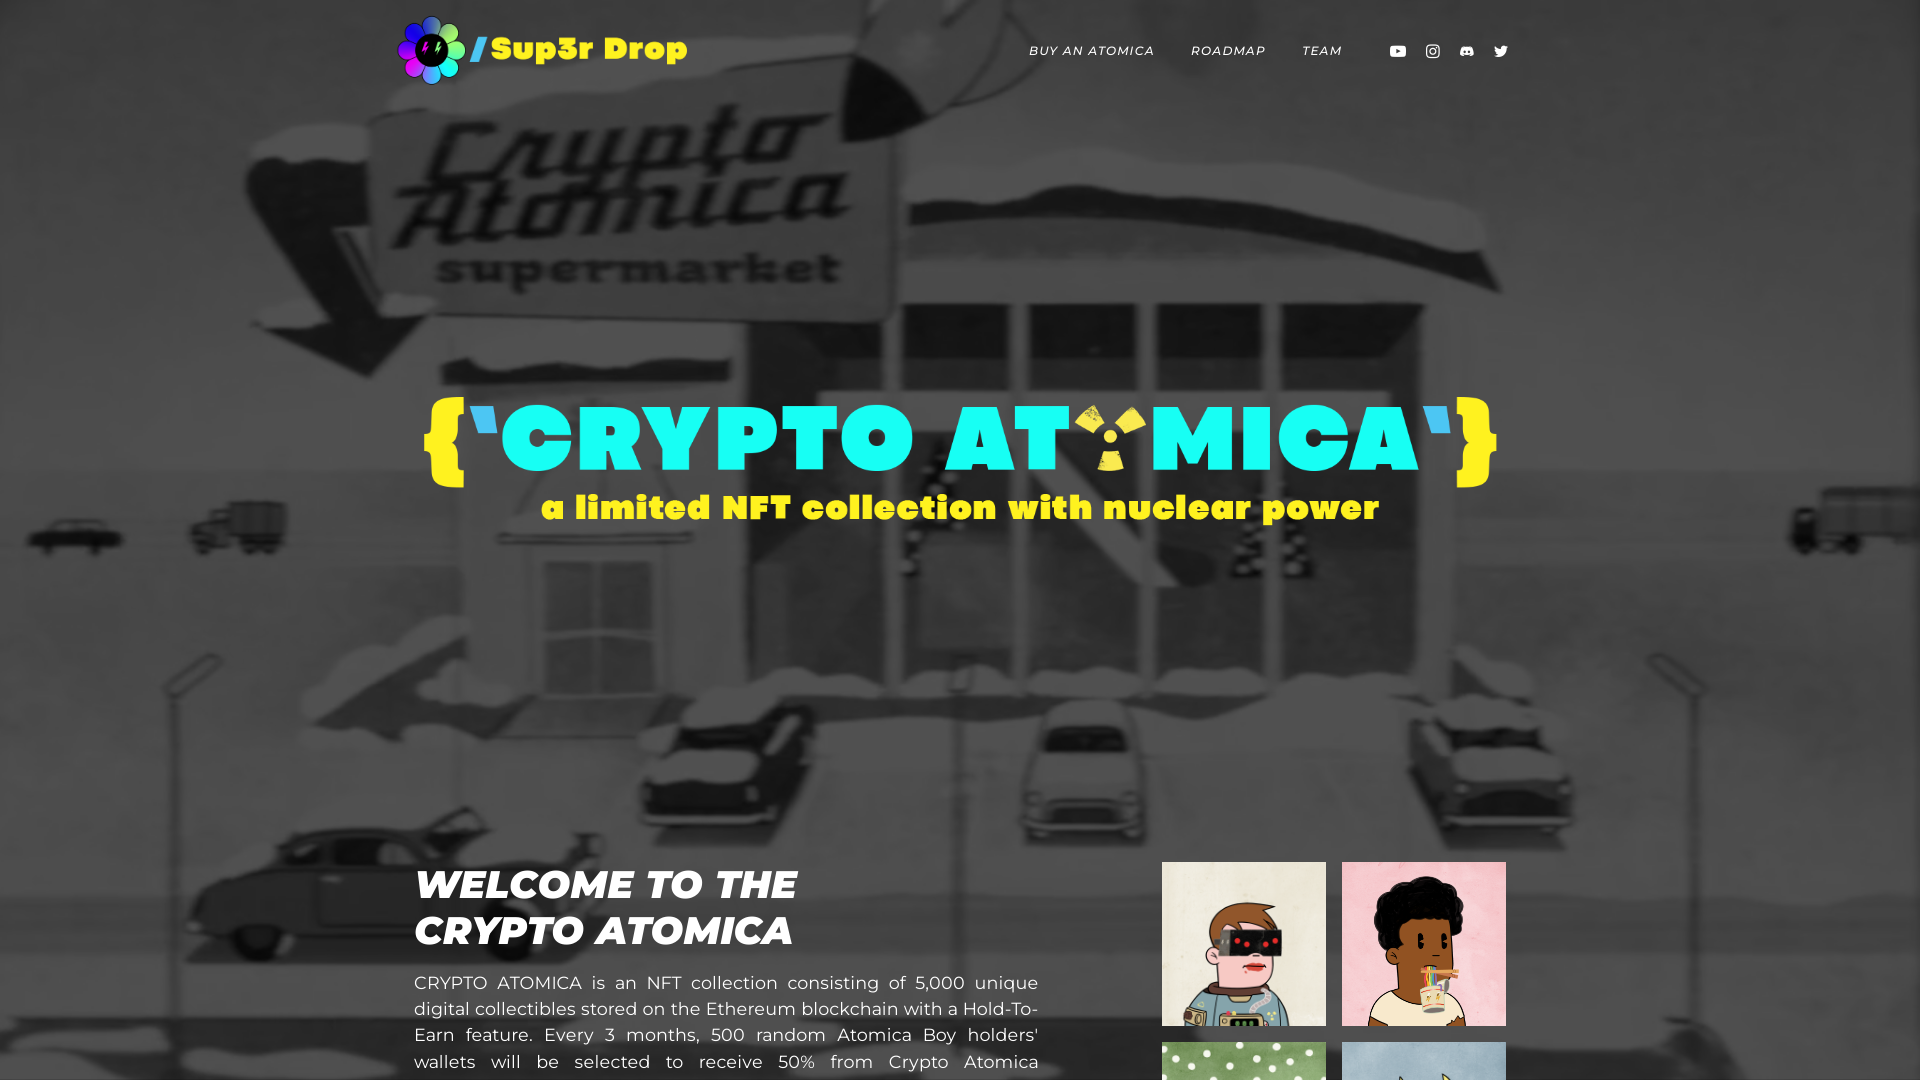 /Sup3r Drop
BUY AN ATOMICA
ROADMAP
TEAM
Crypto
Atomica
supermarket
{‘CRYPTO ATOMICA‘}
a limited NFT collection with nuclear power
WELCOME TO THE
CRYPTO ATOMICA
CRYPTO ATOMICA is an NFT collection consisting of 5,000 unique
digital collectibles stored on the Ethereum blockchain with a Hold-To-
Earn feature. Every 3 months, 500 random Atomica Boy holders'
wallets will be selected to receive 50% from Crypto Atomica